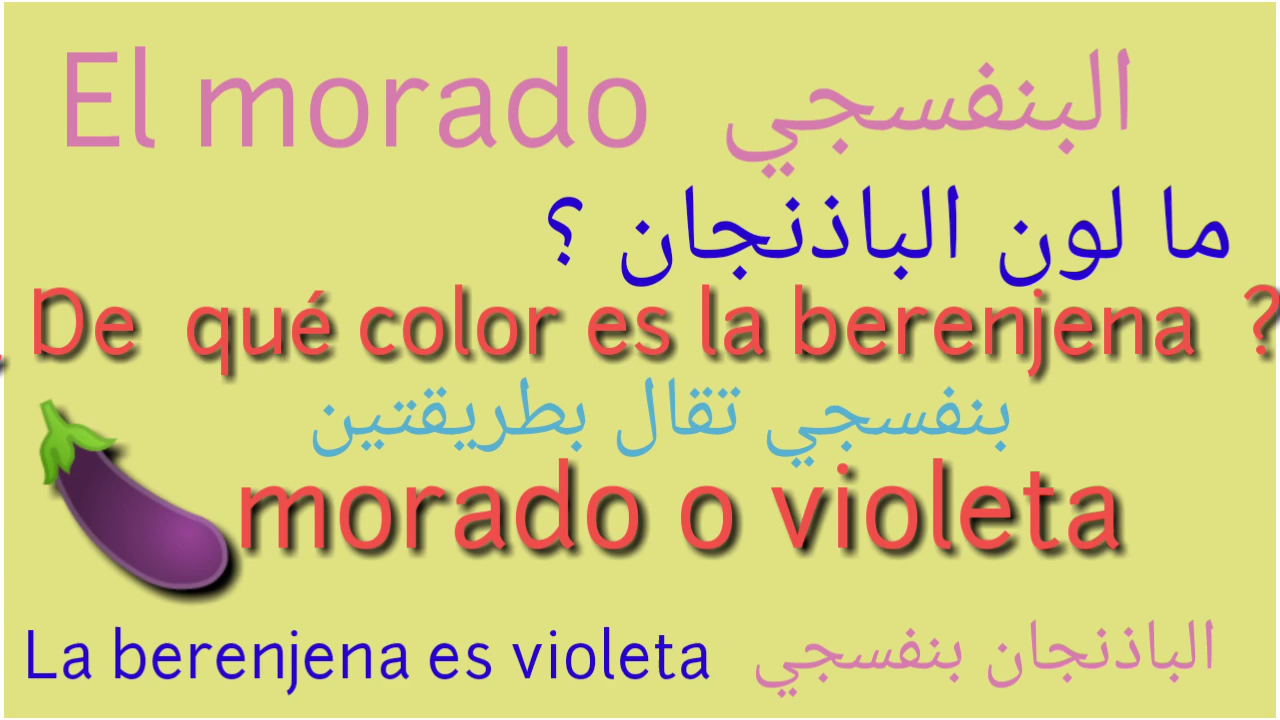 El morado البنفسجي
ما لون الباذنجان ؟
De qué color es la berenjena ?
بنفسجي تقال بطريقتين
morado o violeta
La berenjena es violeta الباذنجان بنفسجي